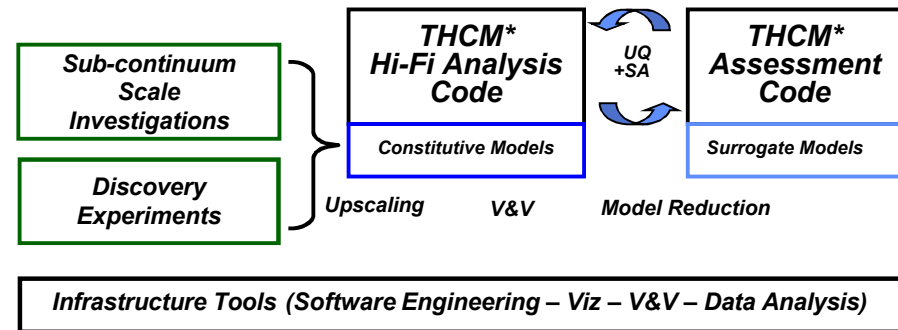 Sub-continuum
Scale
Investigations
Discovery
Experiments
THCM*
Hi-Fi Analysis
Code
Constitutive Models
UQ
+SA
THCM*
Assessment
Code
Surrogate Models
Upscaling
V&V
Model Reduction
Infrastructure Tools (Software Engineering – Viz – V&V – Data Analysis)